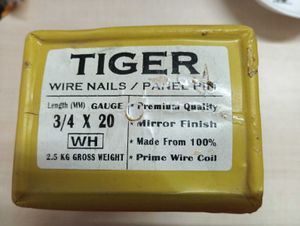 TIGER
WIRE NAILS / PANEL PIN
Length (MM) GAUGE
3/4 X 20
WH
2.5 KG GROSS WEIGHT
* Premium Quality
* Mirror Finish
* Made From 100%
* Prime Wire Coil